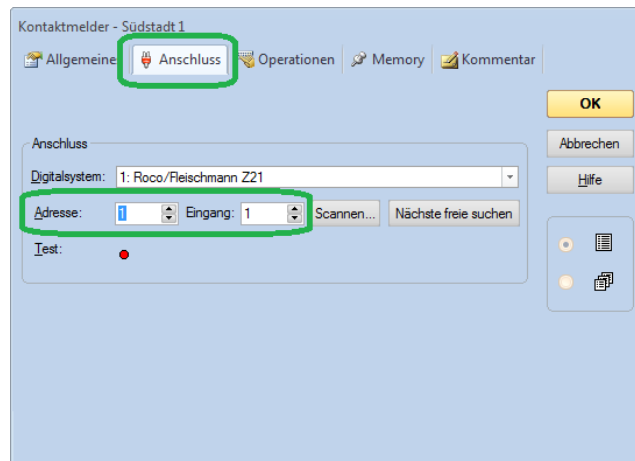 Kontaktmelder - Südstadt 1
Allgemeine Anschluss Operationen Memory Kommentar
OK
Anschluss Abbrechen
Digitalsystem: 1: Roco/Fleischmann Z21 Hilfe
Adresse: 1 Eingang: 1 Scannen... Nächste freie suchen
Test: